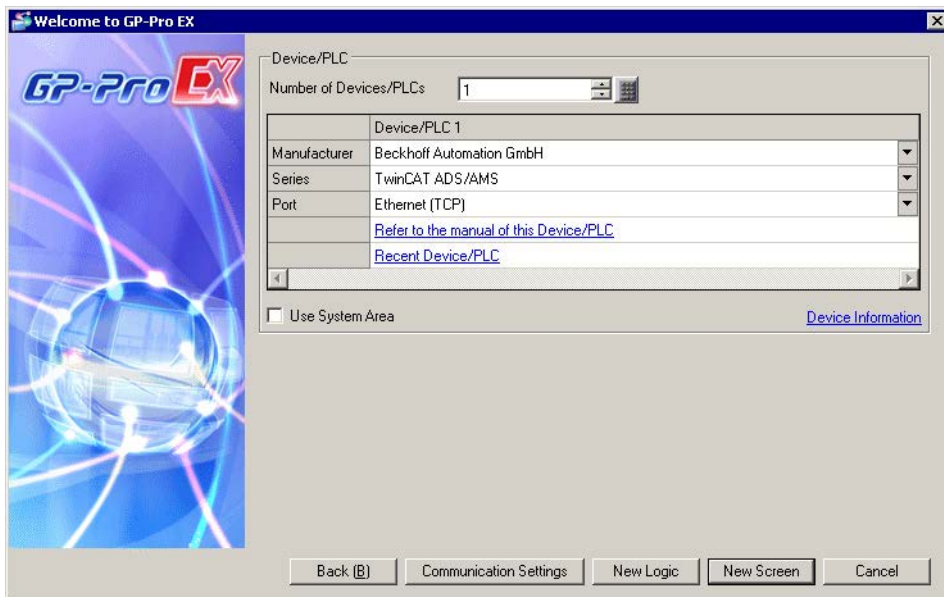 Welcome to GP-Pro EX
GP-Pro EX
Device/PLC
Number of Devices/PLCs 1
Device/PLC 1
Manufacturer Beckhoff Automation GmbH
Series TwinCAT ADS/AMS
Port Ethernet (TCP)
Refer to the manual of this Device/PLC
Recent Device/PLC
Use System Area Device Information
Back (B) Communication Settings New Logic New Screen Cancel